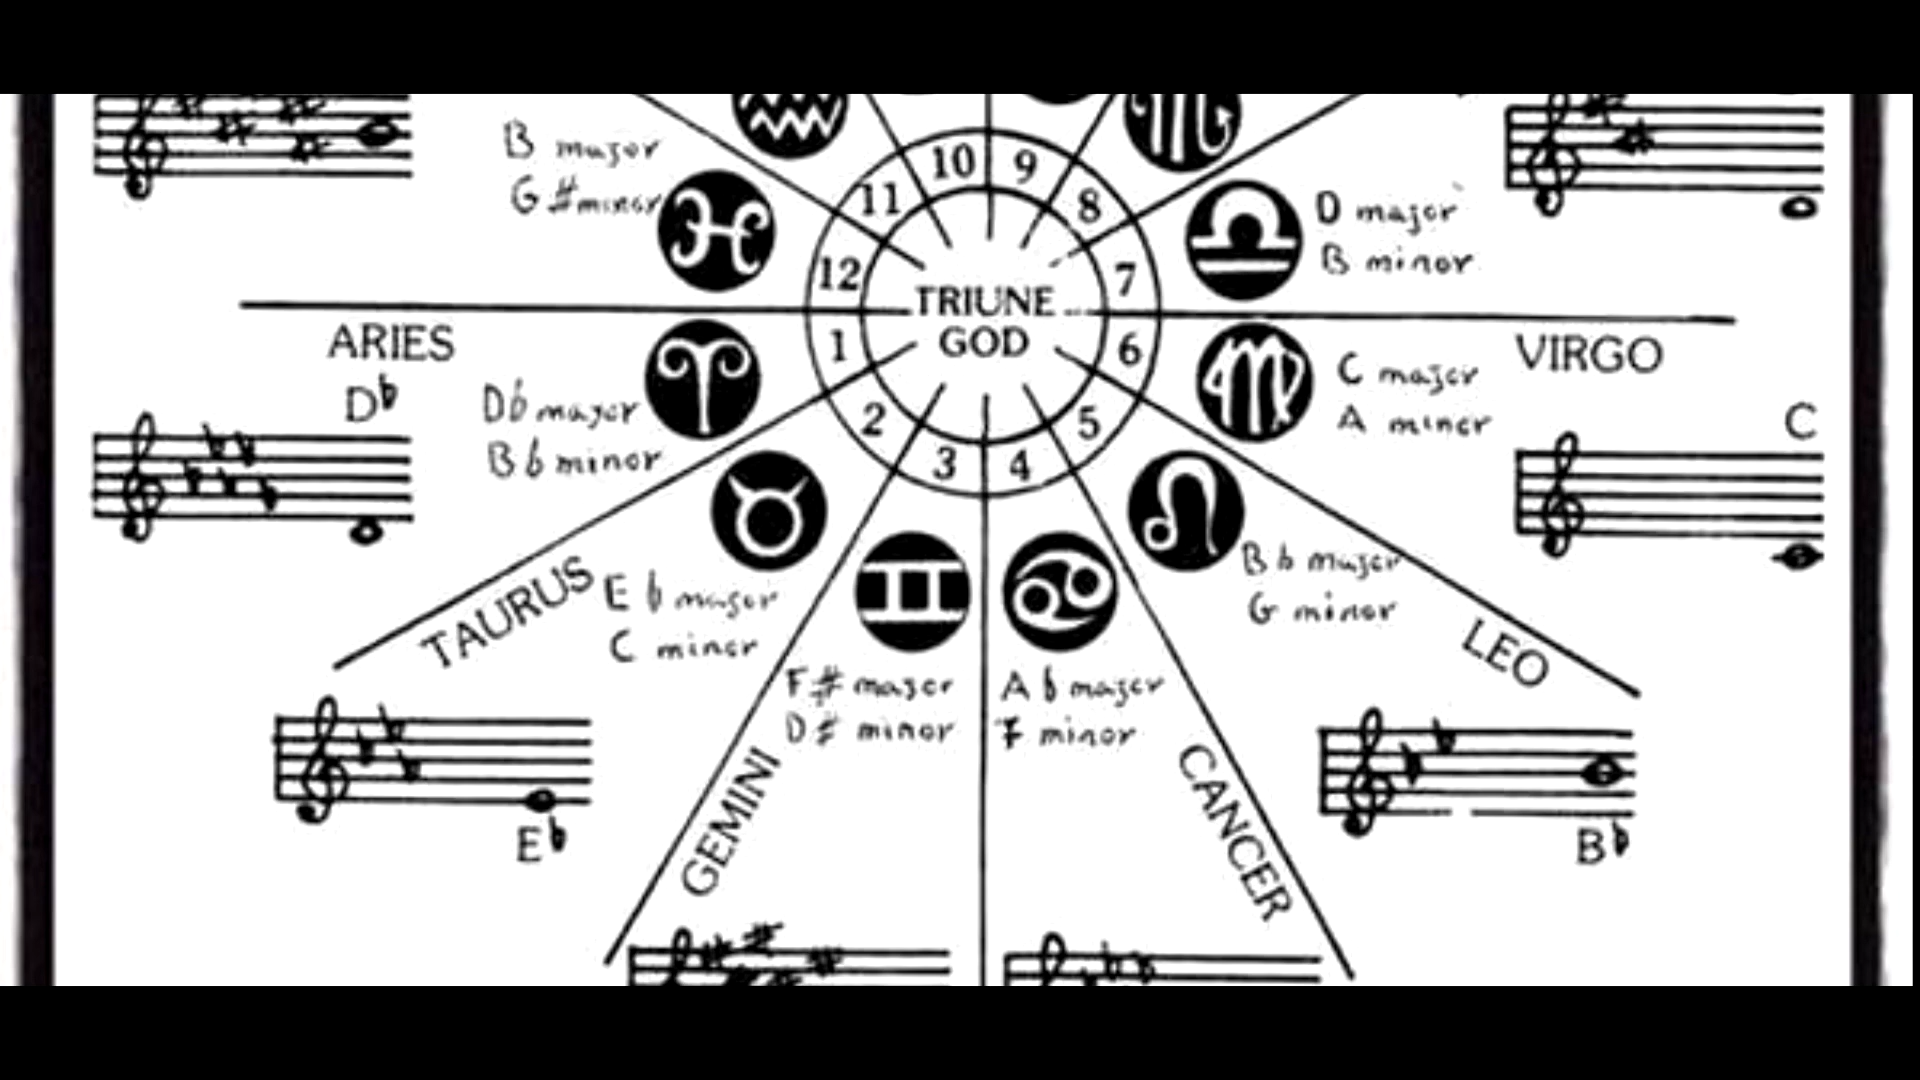 B major
G# minor
10
9
11
8
12
7
D major
B minor
TRIUNE
GOD
ARIES
D♭
D♭ major
B♭ minor
1
6
2
5
3
4
C major
A minor
VIRGO
C
TAURUS
E♭ major
C minor
B♭ major
G minor
LEO
F# major
D# minor
A♭ major
F minor
GEMINI
CANCER
E♭
B♭